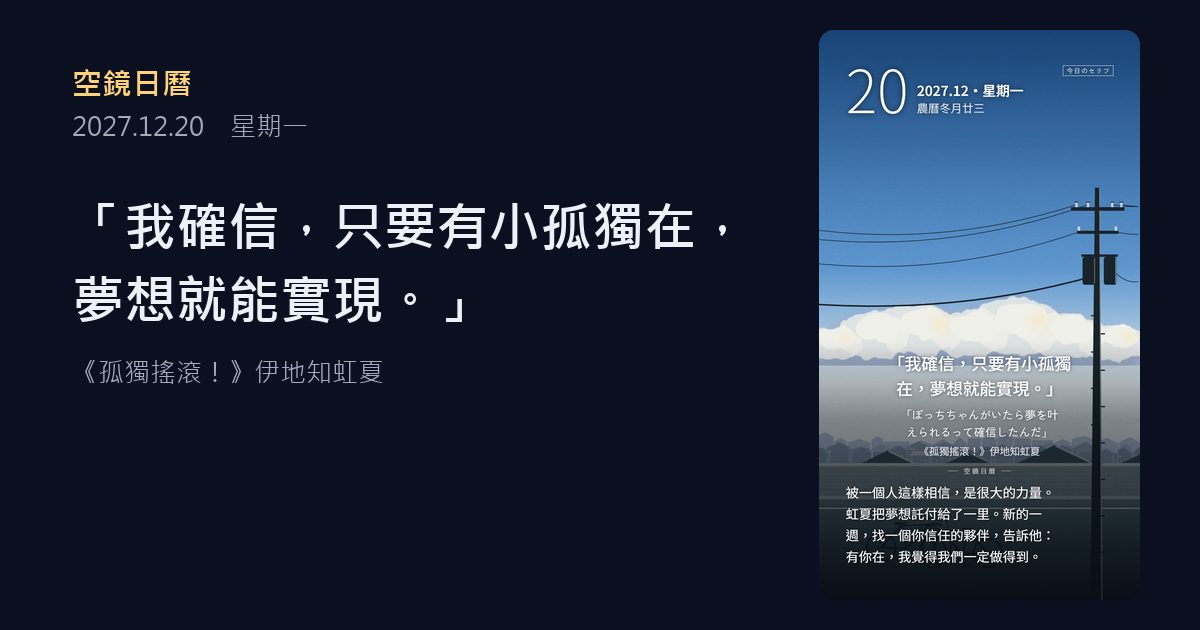 空鏡日曆
2027.12.20　星期一
「我確信，只要有小孤獨在，
夢想就能實現。」
《孤獨搖滾！》伊地知虹夏
今日のセリフ
20
2027.12・星期一
農曆冬月廿三
「我確信，只要有小孤獨
在，夢想就能實現。」
「ぼっちちゃんがいたら夢を叶
えられるって確信したんだ」
《孤獨搖滾！》伊地知虹夏
— 空鏡日曆 —
被一個人這樣相信，是很大的力量。
虹夏把夢想託付給了一里。新的一
週，找一個你信任的夥伴，告訴他：
有你在，我覺得我們一定做得到。